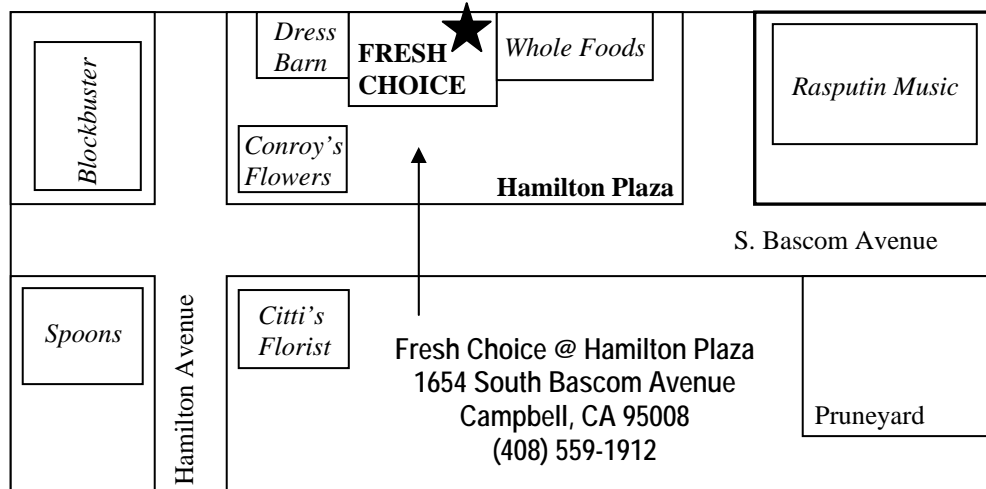 Dress
Barn
FRESH
CHOICE
Whole Foods
Rasputin Music
Blockbuster
Conroy's
Flowers
Hamilton Plaza
S. Bascom Avenue
Spoons
Hamilton Avenue
Citti's
Florist
Fresh Choice @ Hamilton Plaza
1654 South Bascom Avenue
Campbell, CA 95008
(408) 559-1912
Pruneyard